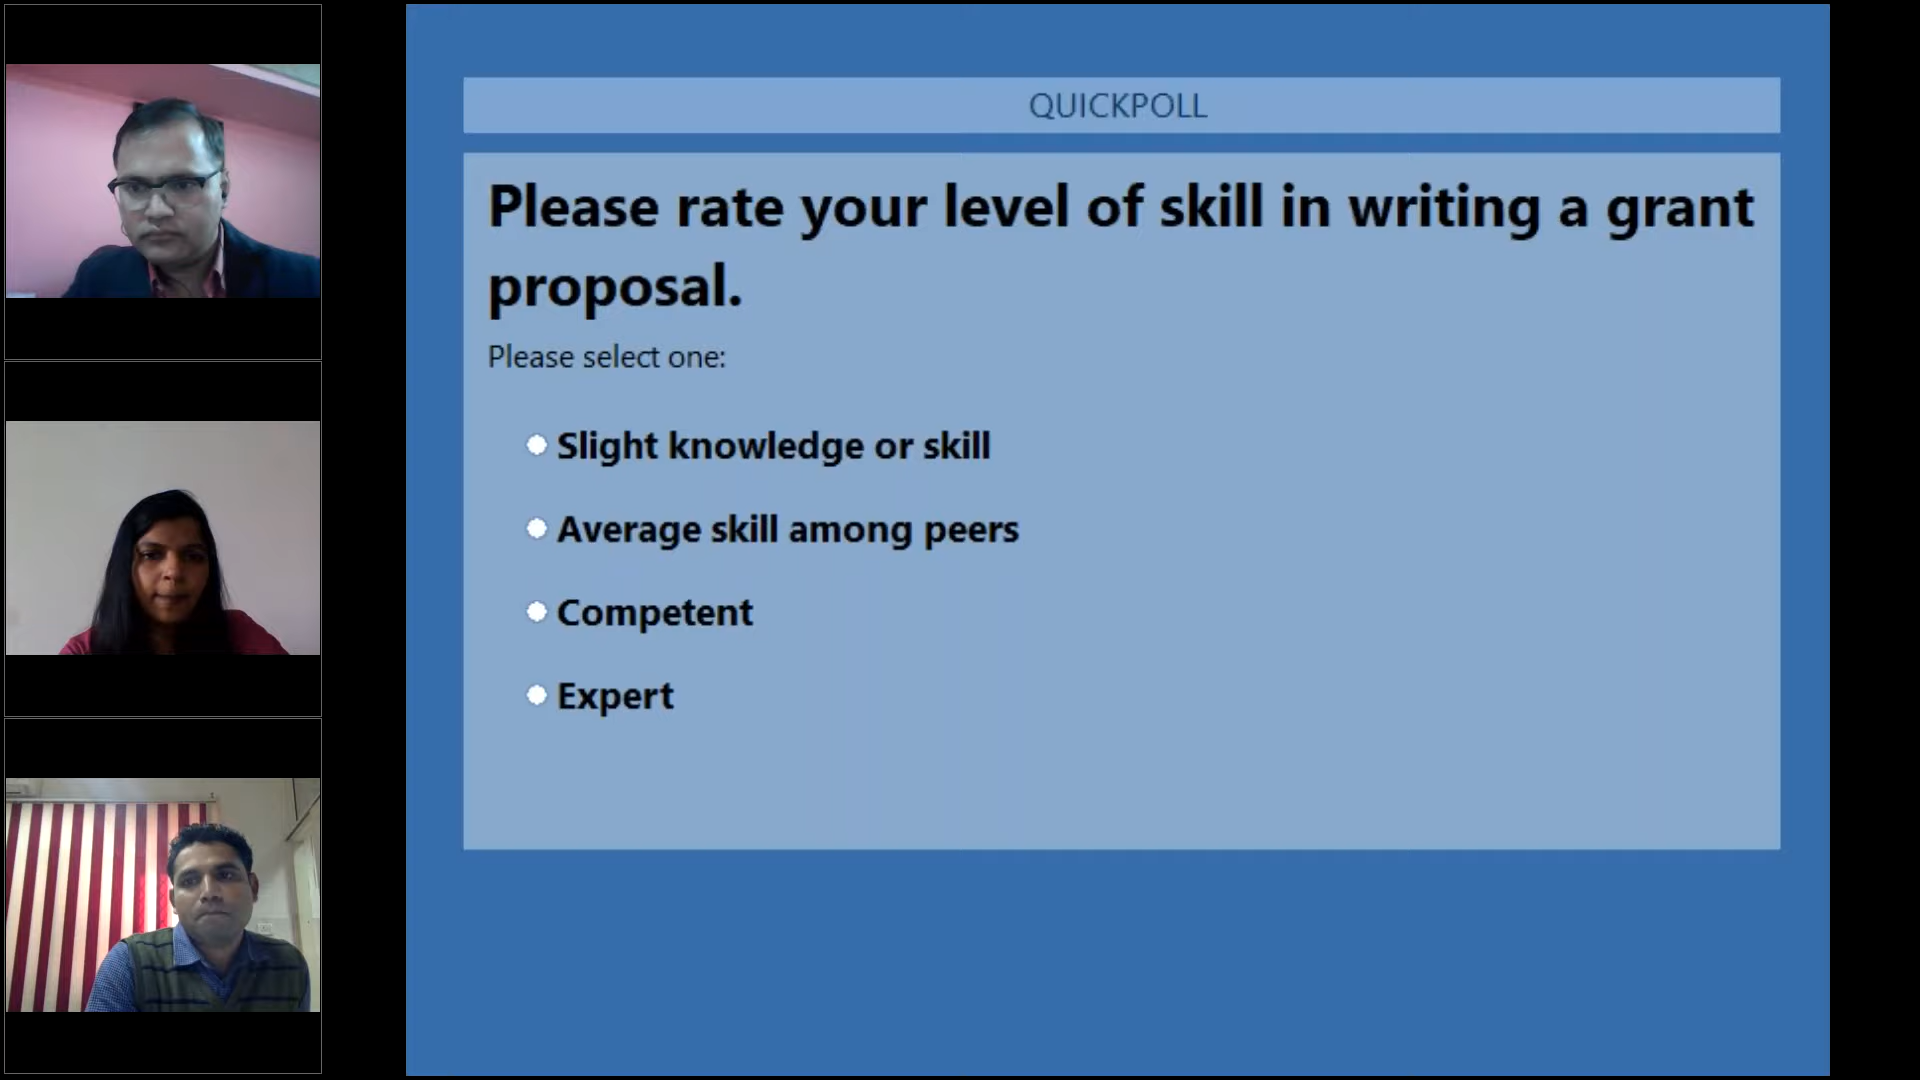 QUICKPOLL
Please rate your level of skill in writing a grant
proposal.
Please select one:
Slight knowledge or skill
Average skill among peers
Competent
Expert